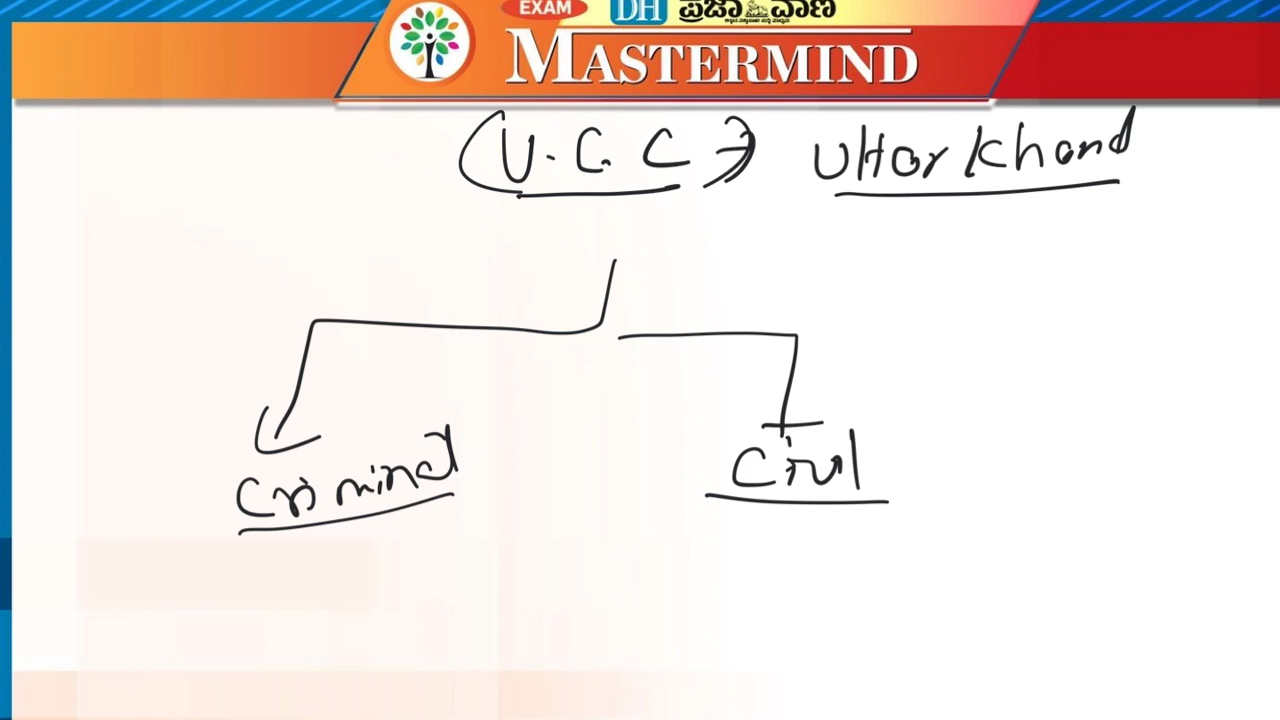 EXAM DH ಪ್ರಜಾವಾಣಿ
MASTERMIND
(U.C.C) Uttarkhand
Criminal Civil